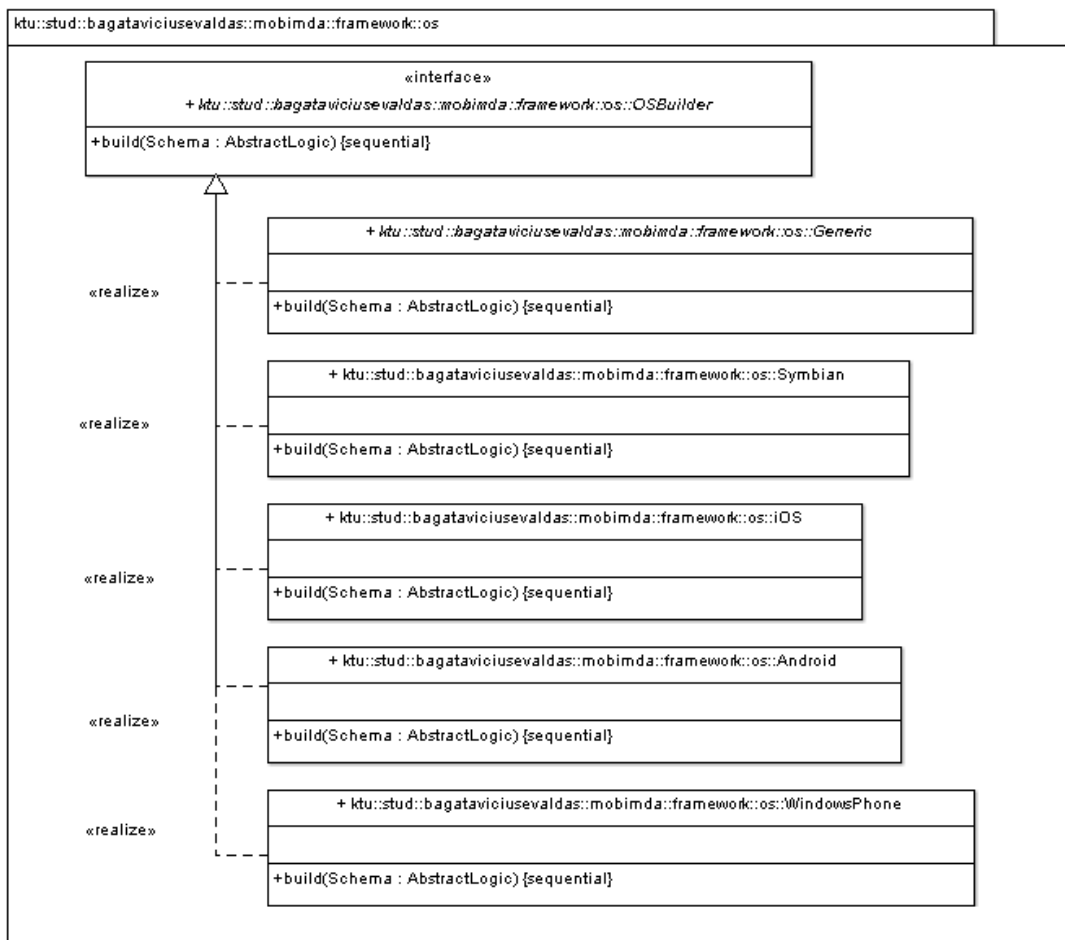 ktu::stud::bagataviciusevaldas::mobimda::framework::os
«interface»
+ ktu::stud::bagataviciusevaldas::mobimda::framework::os::OSBuilder
+build(Schema : AbstractLogic) {sequential}
+ ktu::stud::bagataviciusevaldas::mobimda::framework::os::Generic
«realize»
+build(Schema : AbstractLogic) {sequential}
+ ktu::stud::bagataviciusevaldas::mobimda::framework::os::Symbian
«realize»
+build(Schema : AbstractLogic) {sequential}
+ ktu::stud::bagataviciusevaldas::mobimda::framework::os::iOS
«realize»
+build(Schema : AbstractLogic) {sequential}
+ ktu::stud::bagataviciusevaldas::mobimda::framework::os::Android
«realize»
+build(Schema : AbstractLogic) {sequential}
+ ktu::stud::bagataviciusevaldas::mobimda::framework::os::WindowsPhone
«realize»
+build(Schema : AbstractLogic) {sequential}